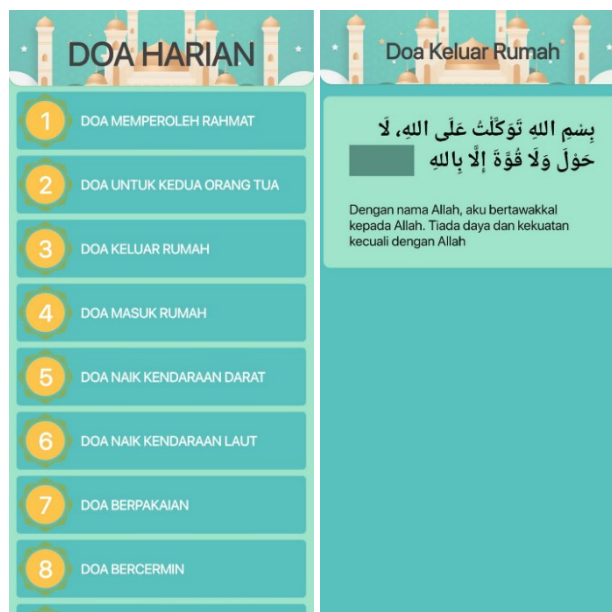 DOA HARIAN
1
DOA MEMPEROLEH RAHMAT
2
DOA UNTUK KEDUA ORANG TUA
3
DOA KELUAR RUMAH
4
DOA MASUK RUMAH
5
DOA NAIK KENDARAAN DARAT
6
DOA NAIK KENDARAAN LAUT
7
DOA BERPAKAIAN
8
DOA BERCERMIN
Doa Keluar Rumah
بِسْمِ اللهِ تَوَكَّلْتُ عَلَى اللهِ، لَا
حَوْلَ وَلَا قُوَّةَ إِلَّا بِاللهِ
Dengan nama Allah, aku bertawakkal
kepada Allah. Tiada daya dan kekuatan
kecuali dengan Allah